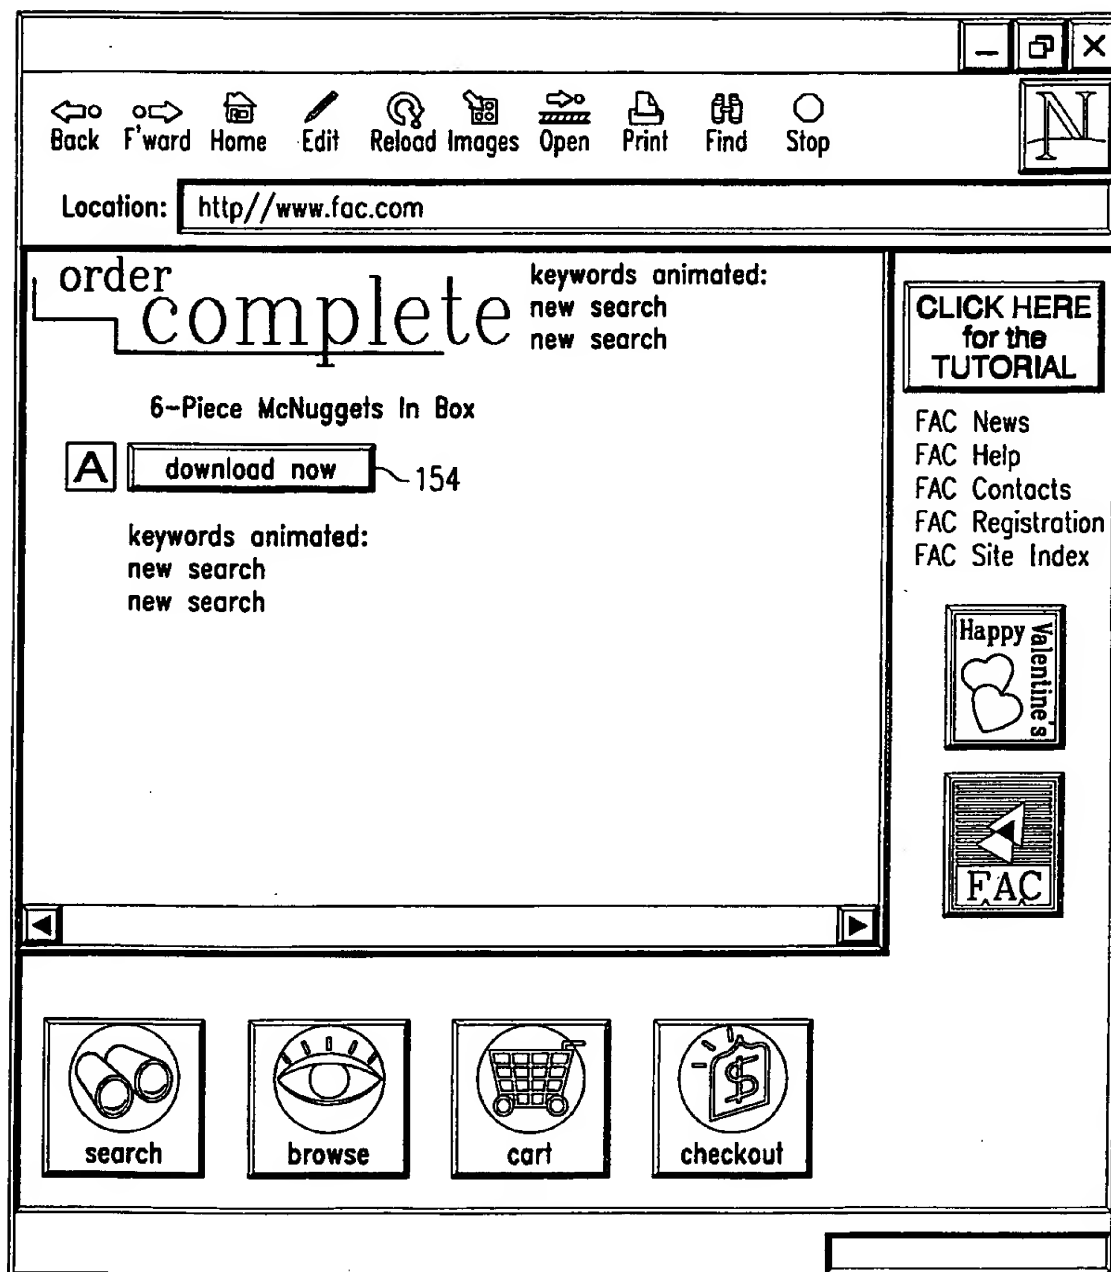 Back F'ward Home Edit Reload Images Open Print Find Stop
N
Location: http//www.fac.com
order
complete
keywords animated:
new search
new search
6-Piece McNuggets In Box
A download now 154
keywords animated:
new search
new search
CLICK HERE
for the
TUTORIAL
FAC News
FAC Help
FAC Contacts
FAC Registration
FAC Site Index
Happy
Valentine's
FAC
search browse cart checkout